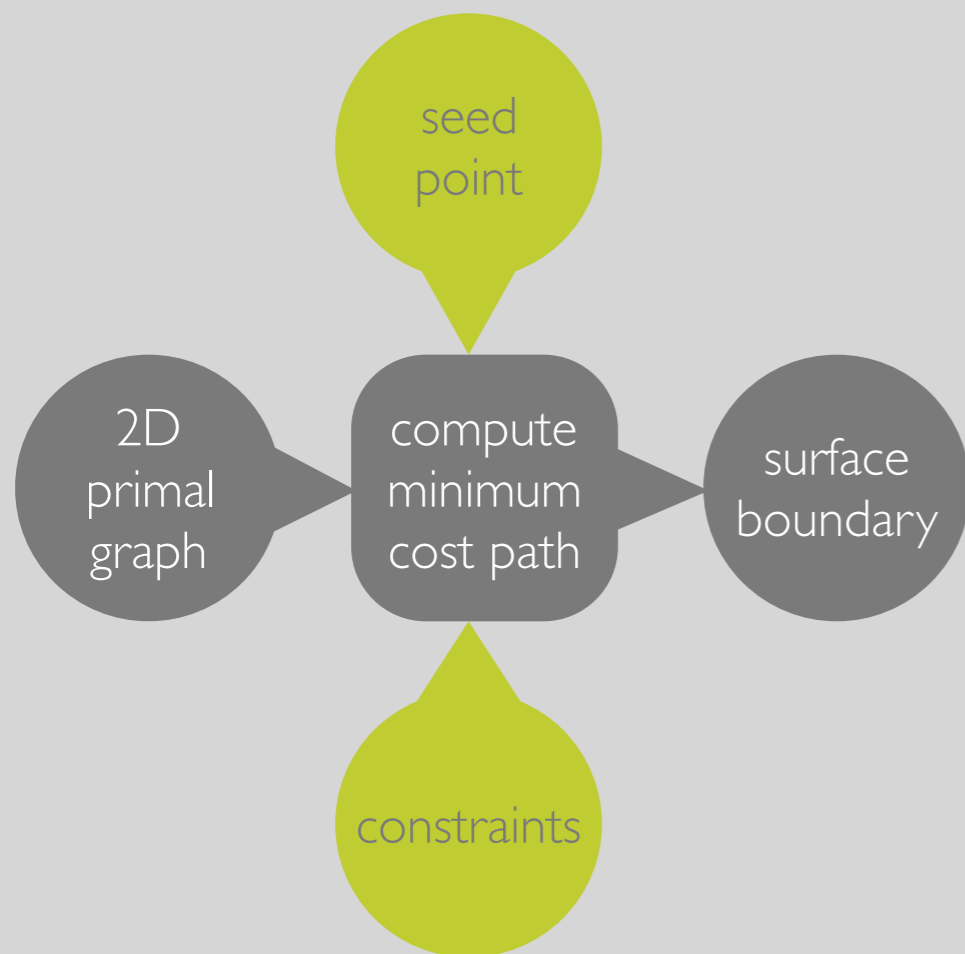 seed
point
2D
primal
graph
compute
minimum
cost path
surface
boundary
constraints